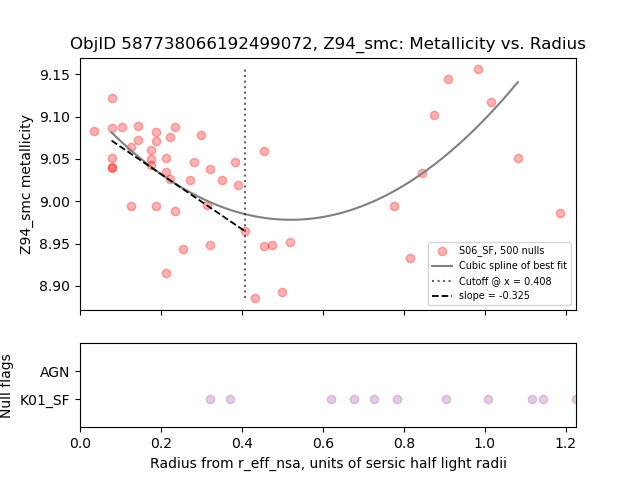 ObjID 587738066192499072, Z94_smc: Metallicity vs. Radius
Z94_smc metallicity
9.15
9.10
9.05
9.00
8.95
8.90
S06_SF, 500 nulls
Cubic spline of best fit
Cutoff @ x = 0.408
slope = -0.325
Null flags
AGN
K01_SF
0.0 0.2 0.4 0.6 0.8 1.0 1.2
Radius from r_eff_nsa, units of sersic half light radii